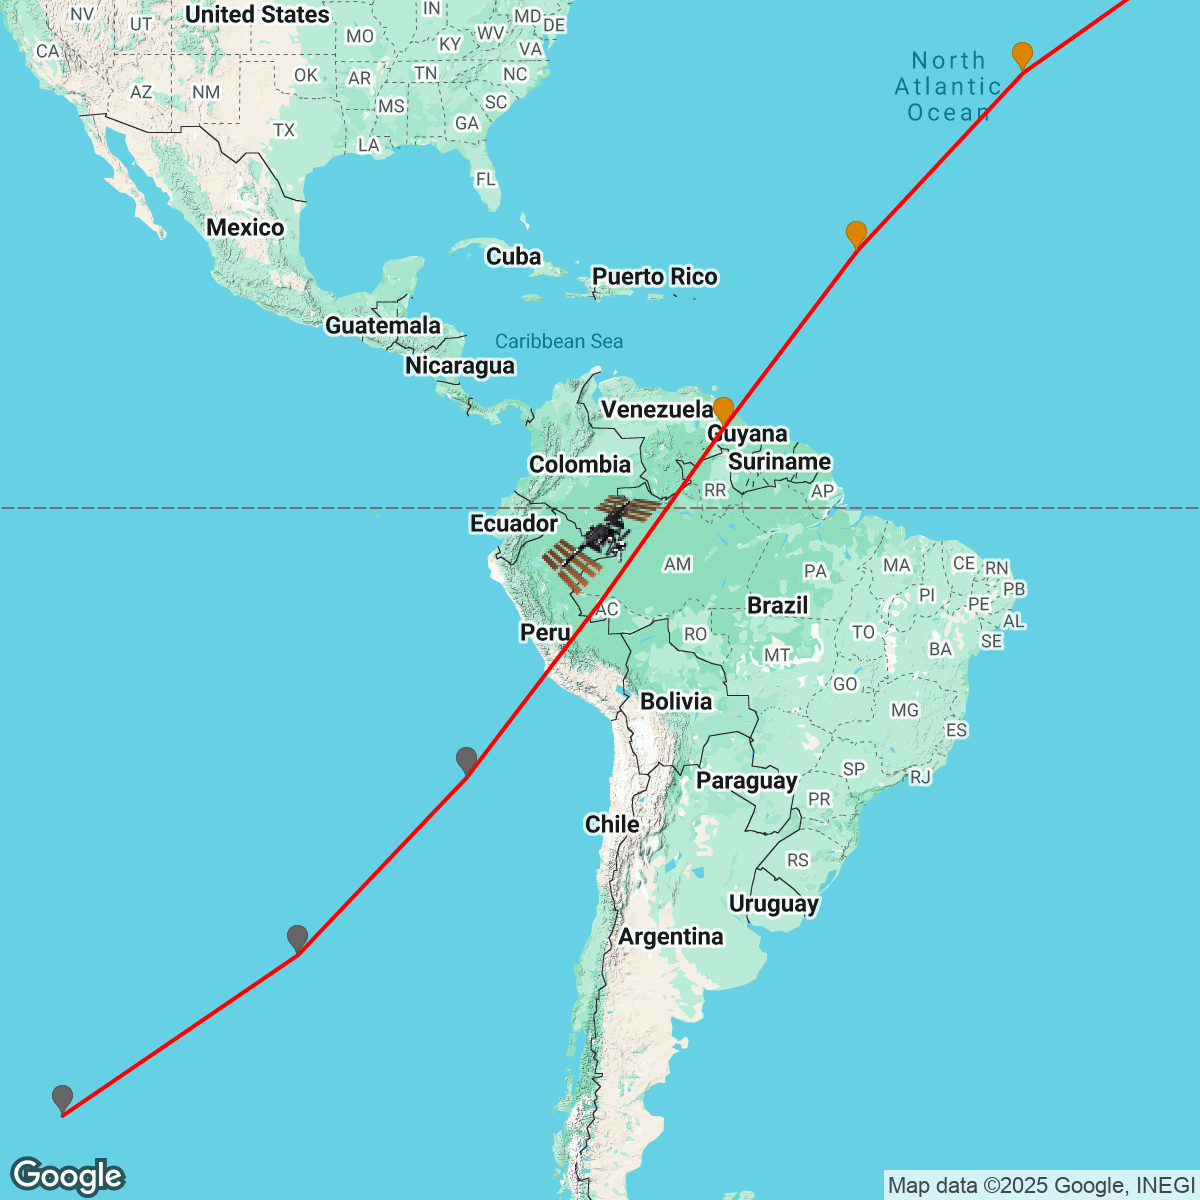 NV
UT
United States
IN
MD
DE
MO
WV
KY
VA
CA
OK
AR
TN
NC
AZ
NM
MS
SC
GA
TX
LA
FL
North
Atlantic
Ocean
Mexico
Cuba
Puerto Rico
Guatemala
Caribbean Sea
Nicaragua
Venezuela
Guyana
Colombia
Suriname
RR
AP
Ecuador
AM
PA
MA
CE
RN
PB
PI
PE
AL
AC
Brazil
Peru
RO
TO
SE
MT
BA
GO
Bolivia
MG
ES
SP
RJ
Paraguay
PR
Chile
RS
Uruguay
Argentina
Google
Map data ©2025 Google, INEGI